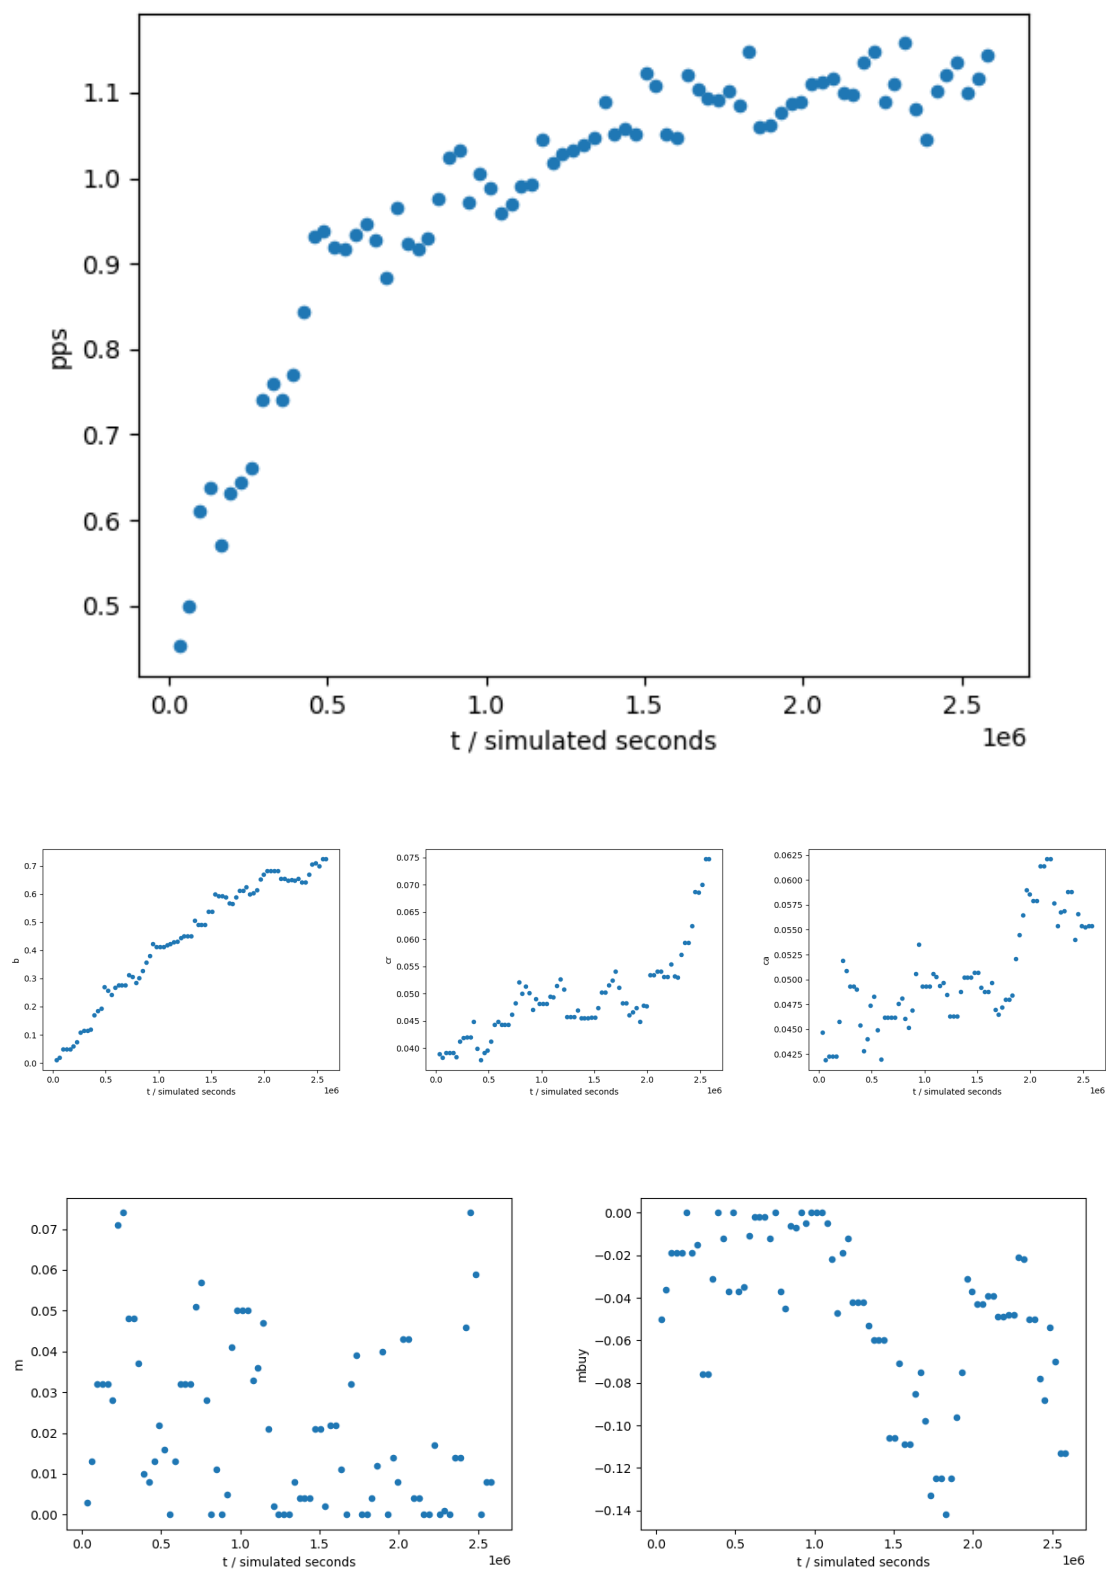 1.1
1.0
0.9
0.8
0.7
0.6
0.5
pps
0.0 0.5 1.0 1.5 2.0 2.5
t / simulated seconds 1e6
0.7
0.6
0.5
0.4
0.3
0.2
0.1
0.0
b
0.0 0.5 1.0 1.5 2.0 2.5
t / simulated seconds 1e6
0.075
0.070
0.065
0.060
0.055
0.050
0.045
0.040
cr
0.0 0.5 1.0 1.5 2.0 2.5
t / simulated seconds 1e6
0.0625
0.0600
0.0575
0.0550
0.0525
0.0500
0.0475
0.0450
0.0425
ca
0.0 0.5 1.0 1.5 2.0 2.5
t / simulated seconds 1e6
0.07
0.06
0.05
0.04
0.03
0.02
0.01
0.00
m
0.0 0.5 1.0 1.5 2.0 2.5
t / simulated seconds 1e6
0.00
−0.02
−0.04
−0.06
−0.08
−0.10
−0.12
−0.14
mbuy
0.0 0.5 1.0 1.5 2.0 2.5
t / simulated seconds 1e6